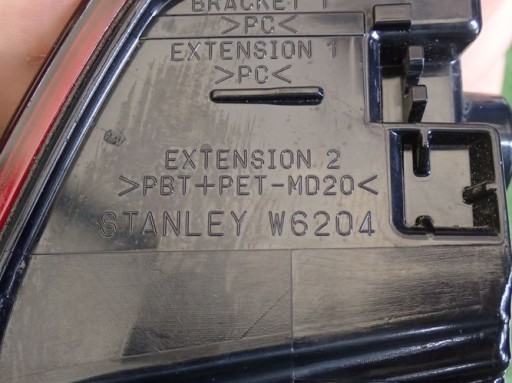 BRACKET 1
>PC<
EXTENSION 1
>PC<
EXTENSION 2
>PBT+PET-MD20<
STANLEY W6204